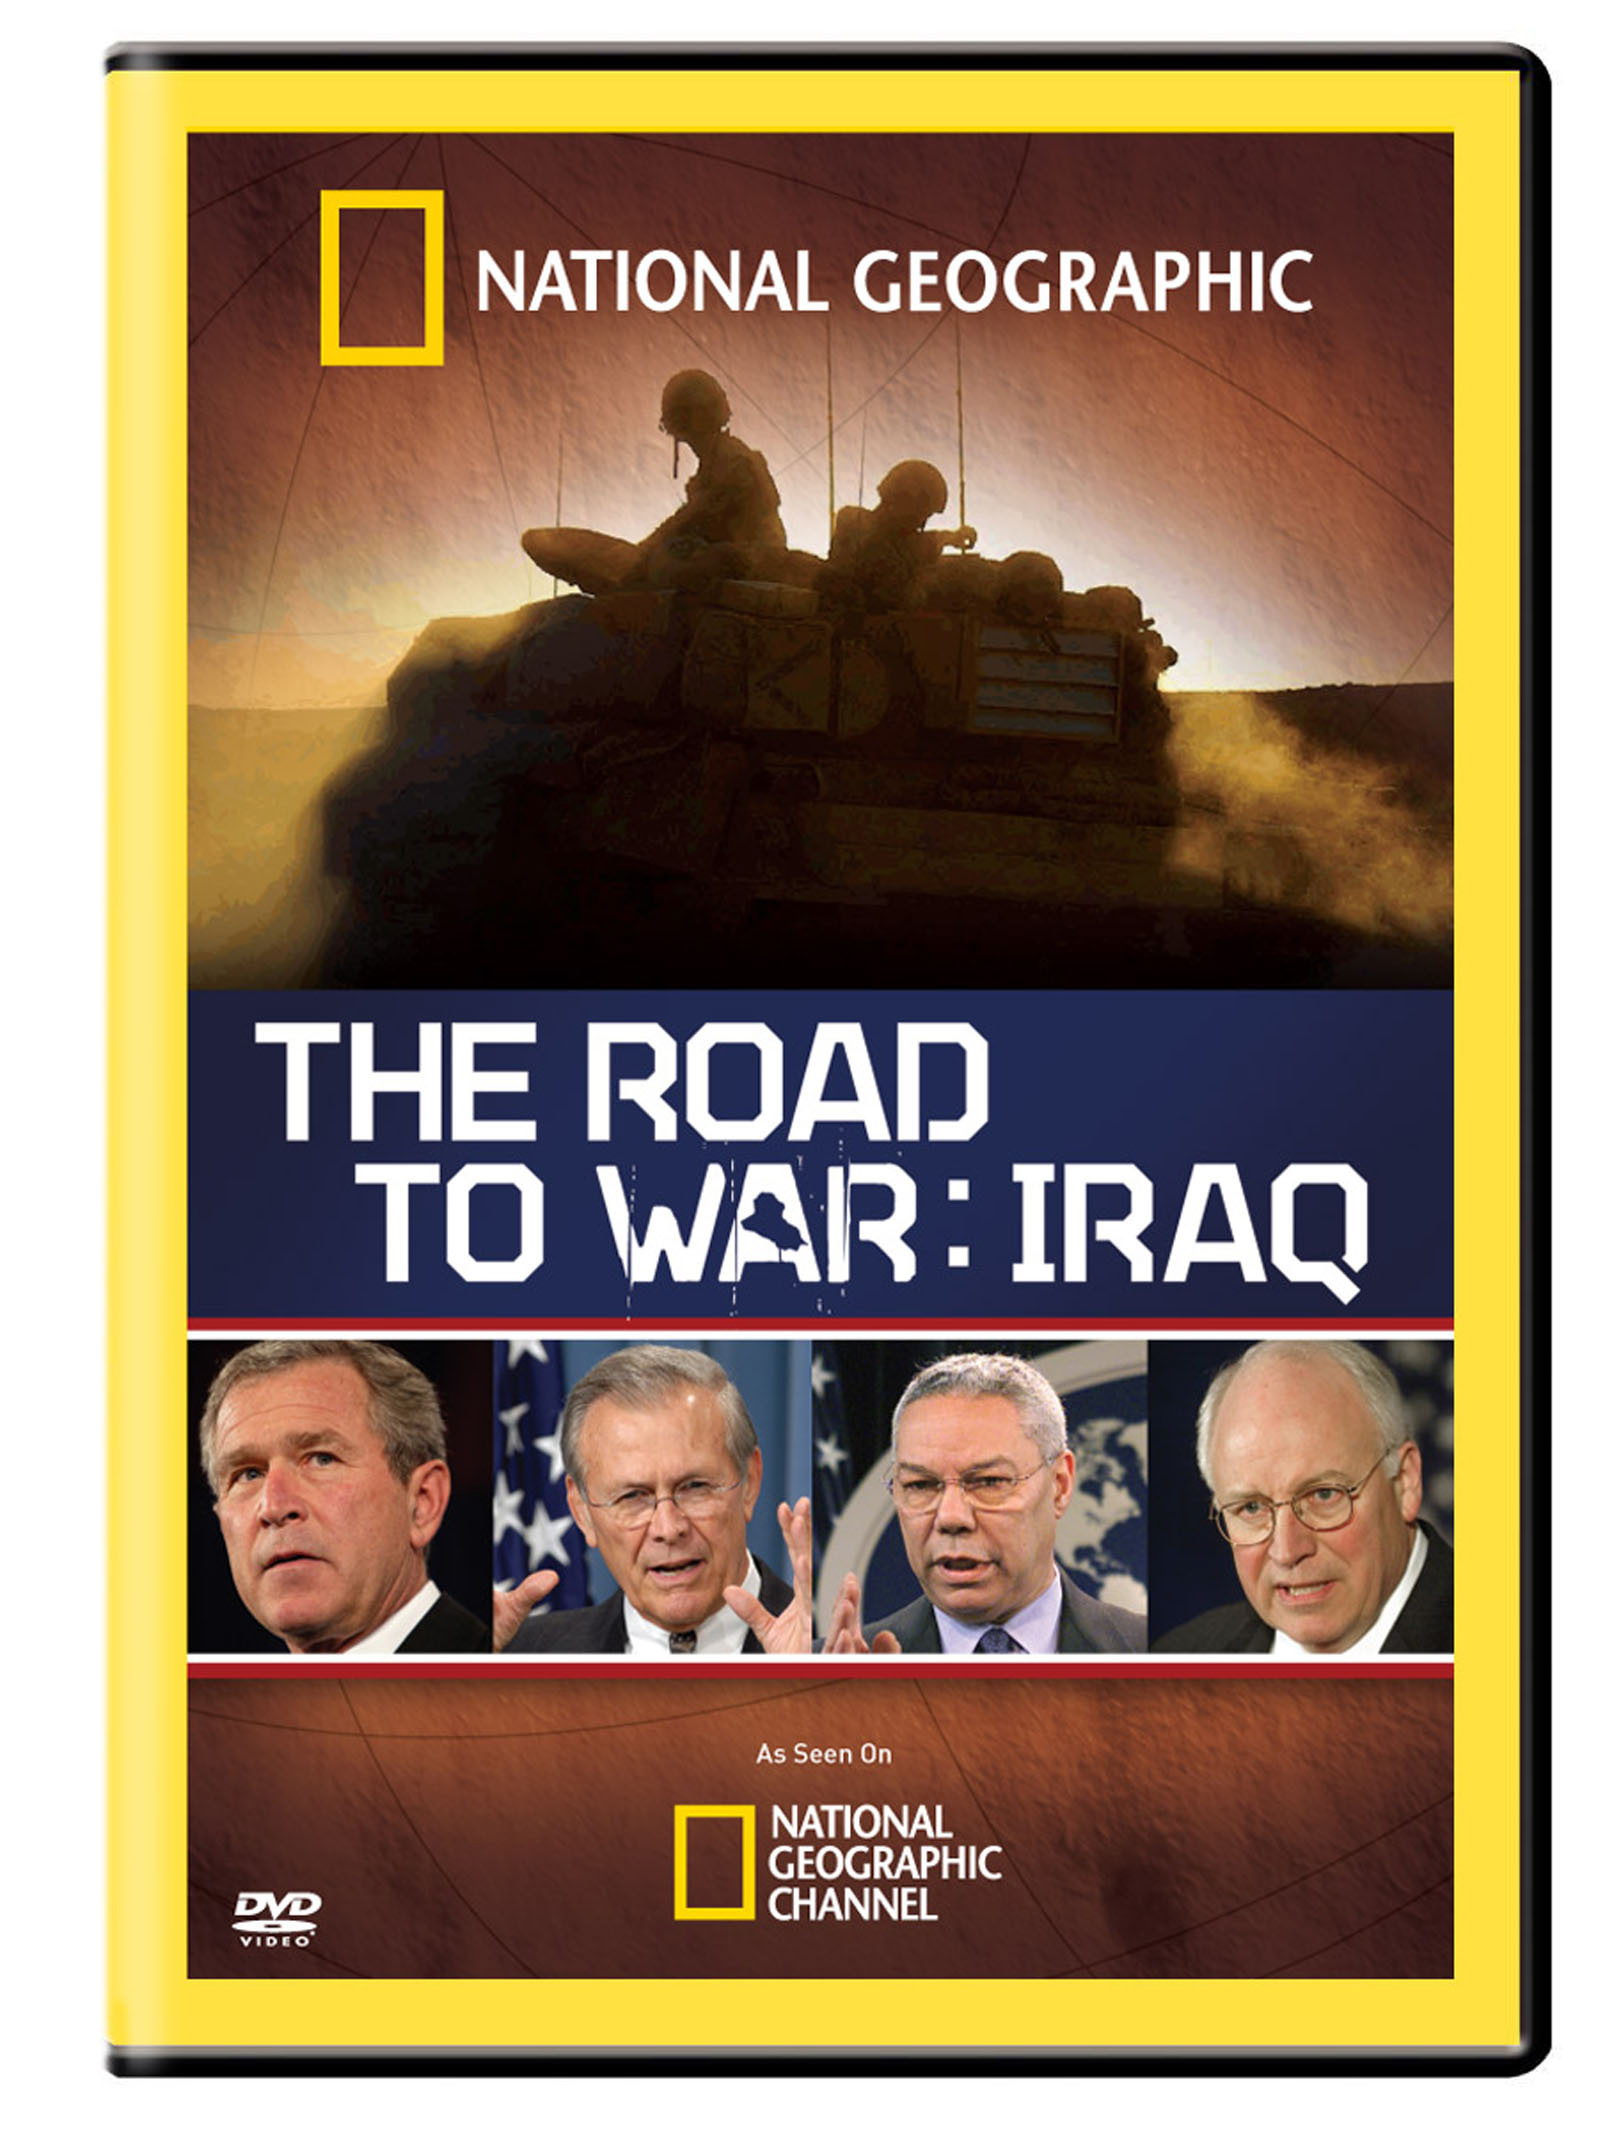 NATIONAL GEOGRAPHIC
THE ROAD
TO WAR: IRAQ
As Seen On
NATIONAL
GEOGRAPHIC
CHANNEL
DVD
VIDEO